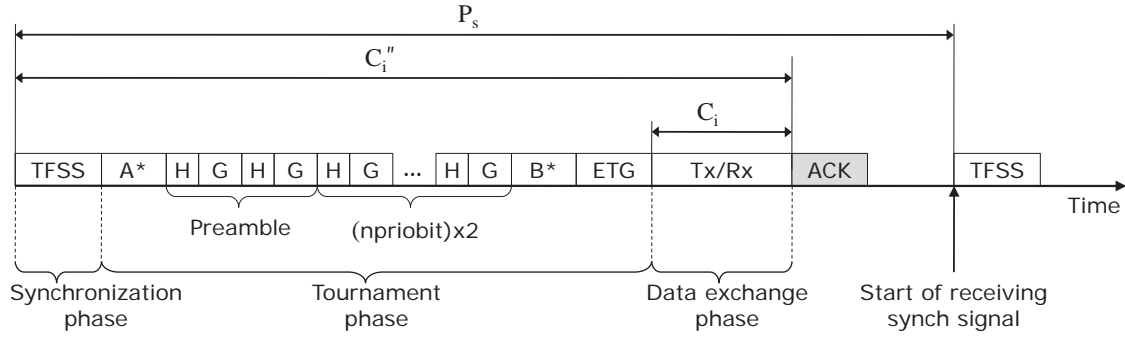 Ps
Ci″
Ci
TFSS A* H G H G H G ... H G B* ETG Tx/Rx ACK TFSS
Time
Preamble (npriobit)x2
Synchronization phase
Tournament phase
Data exchange phase
Start of receiving synch signal